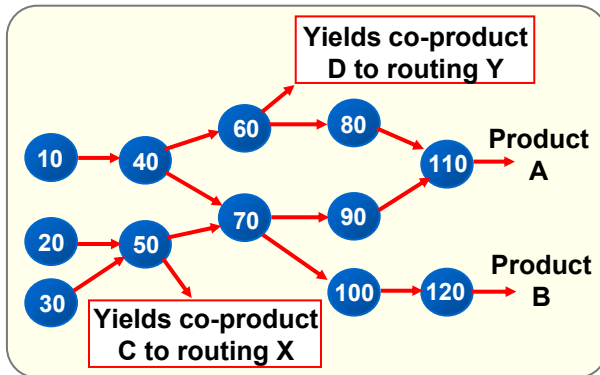 Yields co-product
D to routing Y
60
80
10
40
110
Product
A
20
50
70
90
30
100
120
Product
B
Yields co-product
C to routing X